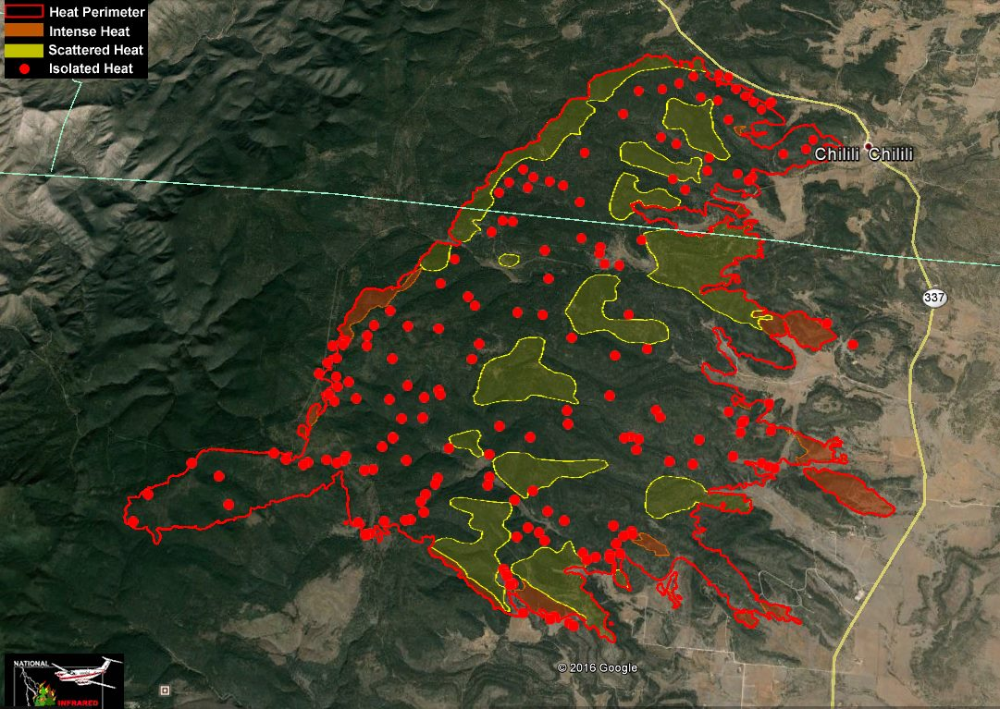 Heat Perimeter
Intense Heat
Scattered Heat
Isolated Heat
Chilili Chilili
337
© 2016 Google
NATIONAL
INFRARED